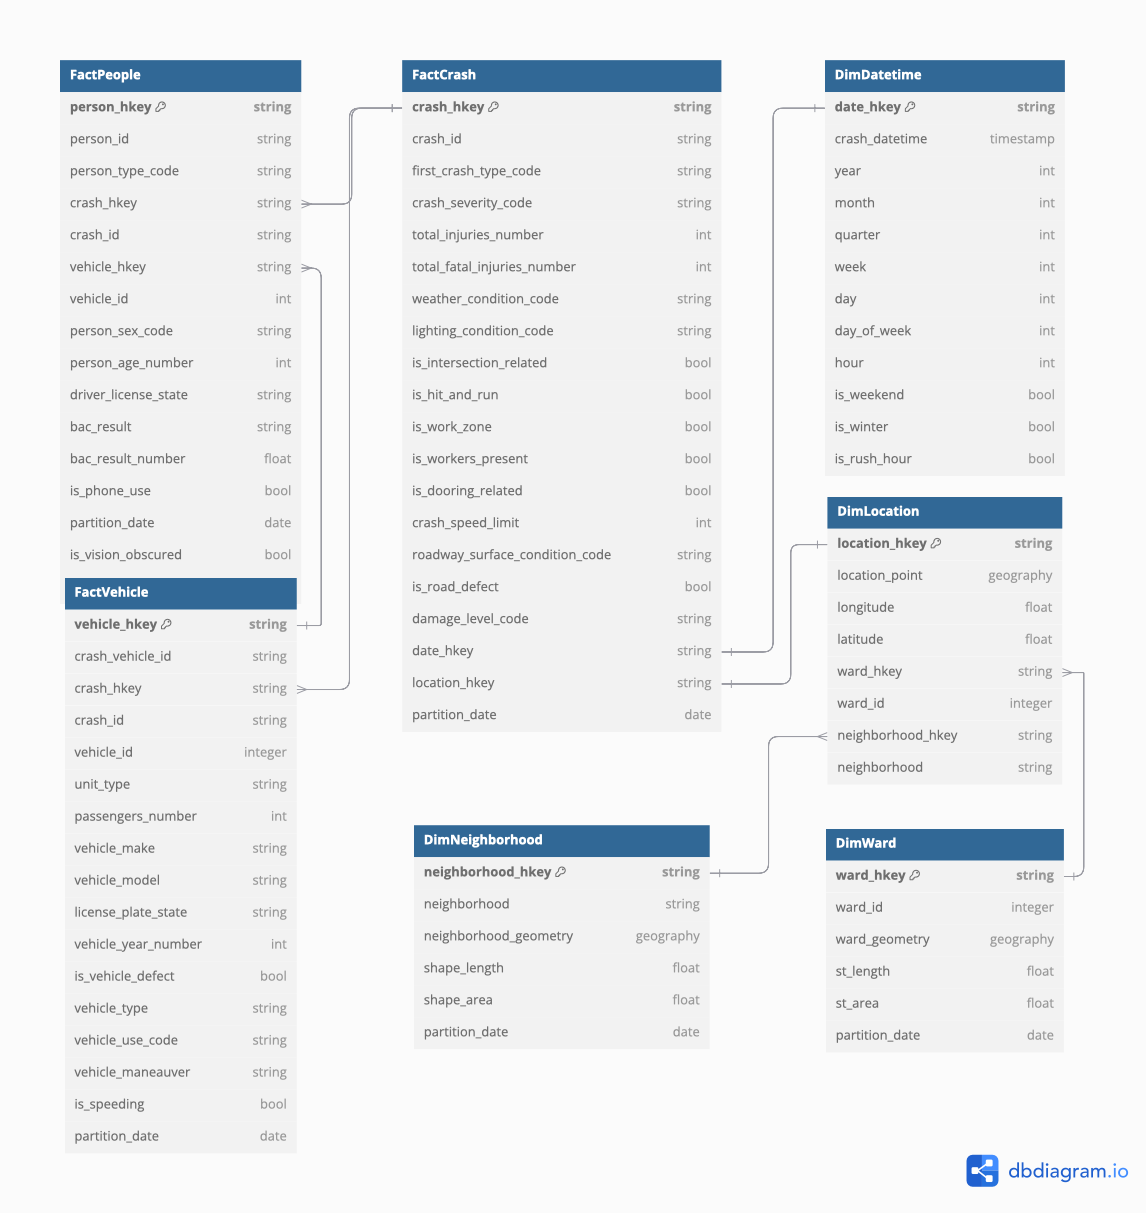 FactPeople
person_hkey string
person_id string
person_type_code string
crash_hkey string
crash_id string
vehicle_hkey string
vehicle_id int
person_sex_code string
person_age_number int
driver_license_state string
bac_result string
bac_result_number float
is_phone_use bool
partition_date date
is_vision_obscured bool
FactVehicle
vehicle_hkey string
crash_vehicle_id string
crash_hkey string
crash_id string
vehicle_id integer
unit_type string
passengers_number int
vehicle_make string
vehicle_model string
license_plate_state string
vehicle_year_number int
is_vehicle_defect bool
vehicle_type string
vehicle_use_code string
vehicle_maneauver string
is_speeding bool
partition_date date
FactCrash
crash_hkey string
crash_id string
first_crash_type_code string
crash_severity_code string
total_injuries_number int
total_fatal_injuries_number int
weather_condition_code string
lighting_condition_code string
is_intersection_related bool
is_hit_and_run bool
is_work_zone bool
is_workers_present bool
is_dooring_related bool
crash_speed_limit int
roadway_surface_condition_code string
is_road_defect bool
damage_level_code string
date_hkey string
location_hkey string
partition_date date
DimNeighborhood
neighborhood_hkey string
neighborhood string
neighborhood_geometry geography
shape_length float
shape_area float
partition_date date
DimDatetime
date_hkey string
crash_datetime timestamp
year int
month int
quarter int
week int
day int
day_of_week int
hour int
is_weekend bool
is_winter bool
is_rush_hour bool
DimLocation
location_hkey string
location_point geography
longitude float
latitude float
ward_hkey string
ward_id integer
neighborhood_hkey string
neighborhood string
DimWard
ward_hkey string
ward_id integer
ward_geometry geography
st_length float
st_area float
partition_date date
dbdiagram.io